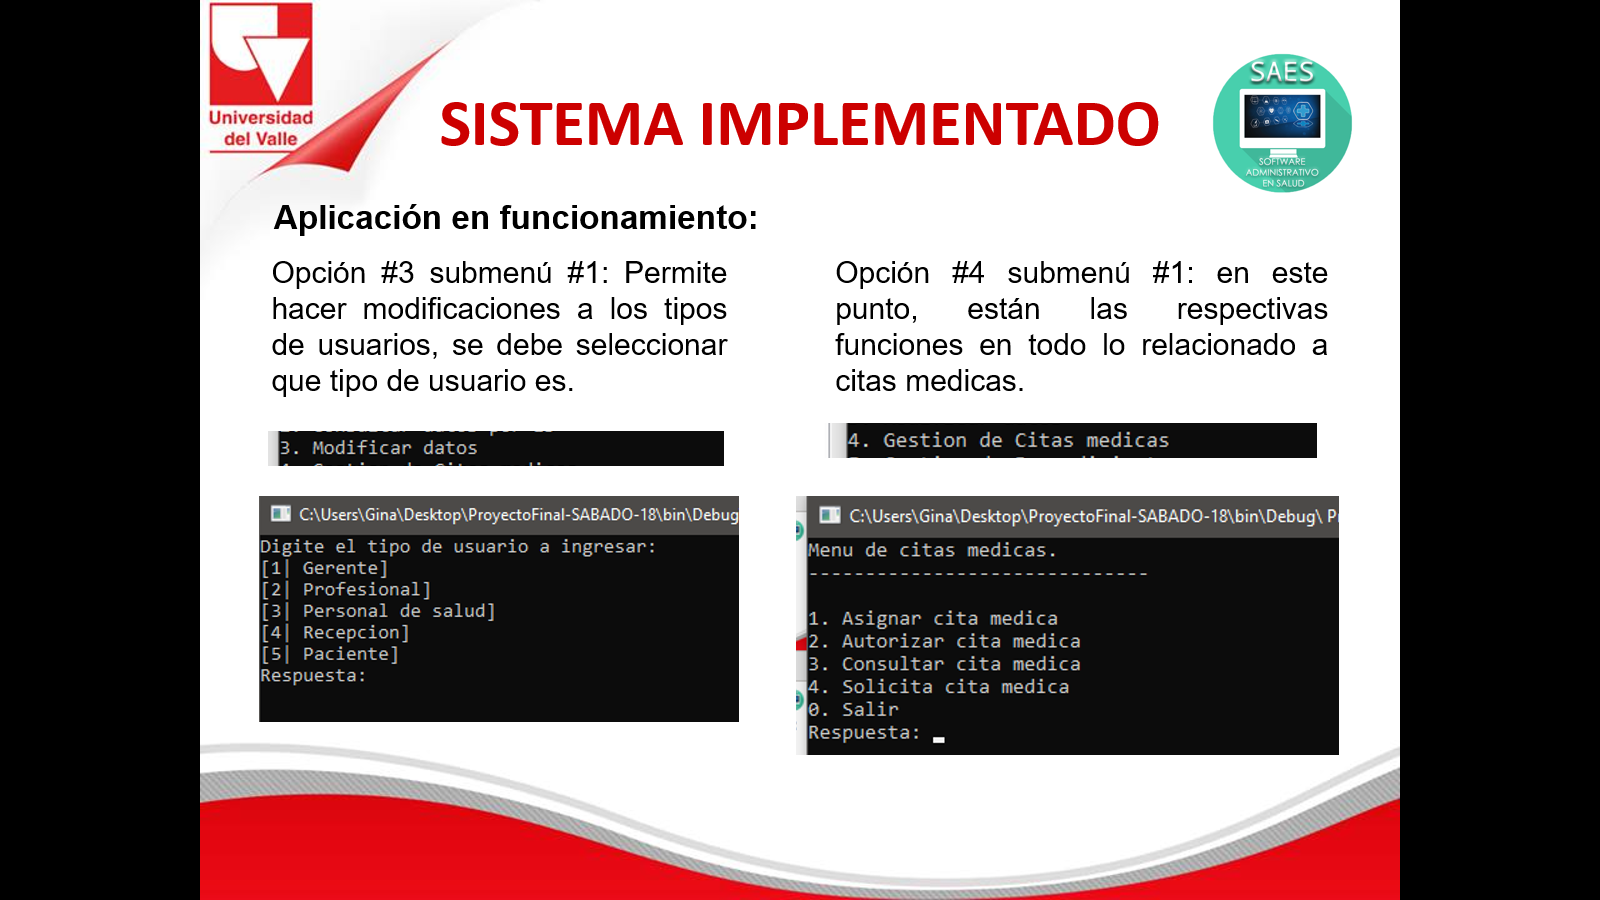 Universidad
del Valle
SISTEMA IMPLEMENTADO
SAES
SOFTWARE
ADMINISTRATIVO
EN SALUD
Aplicación en funcionamiento:
Opción #3 submenú #1: Permite
hacer modificaciones a los tipos
de usuarios, se debe seleccionar
que tipo de usuario es.
3. Modificar datos
C:\Users\Gina\Desktop\ProyectoFinal-SABADO-18\bin\Debug
Digite el tipo de usuario a ingresar:
[1| Gerente]
[2| Profesional]
[3| Personal de salud]
[4| Recepcion]
[5| Paciente]
Respuesta:
Opción #4 submenú #1: en este
punto, están las respectivas
funciones en todo lo relacionado a
citas medicas.
4. Gestion de Citas medicas
C:\Users\Gina\Desktop\ProyectoFinal-SABADO-18\bin\Debug\
Menu de citas medicas.
------------------------------
1. Asignar cita medica
2. Autorizar cita medica
3. Consultar cita medica
4. Solicita cita medica
0. Salir
Respuesta: